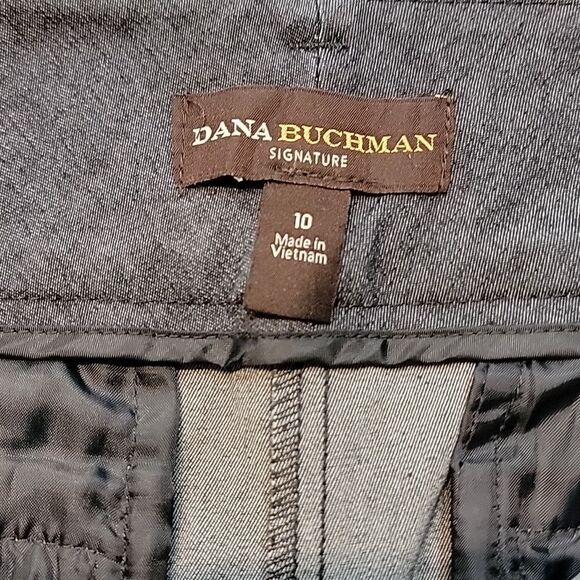 DANA BUCHMAN
SIGNATURE
10
Made in
Vietnam